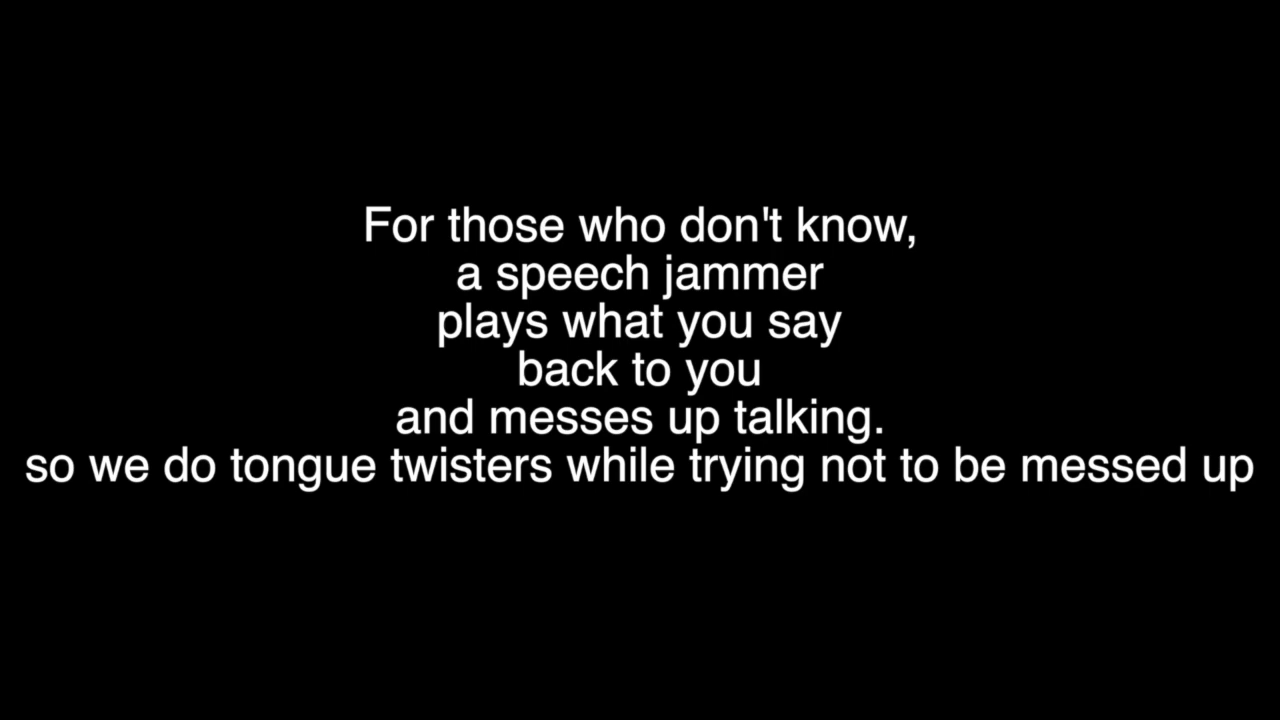 For those who don't know,
a speech jammer
plays what you say
back to you
and messes up talking.
so we do tongue twisters while trying not to be messed up